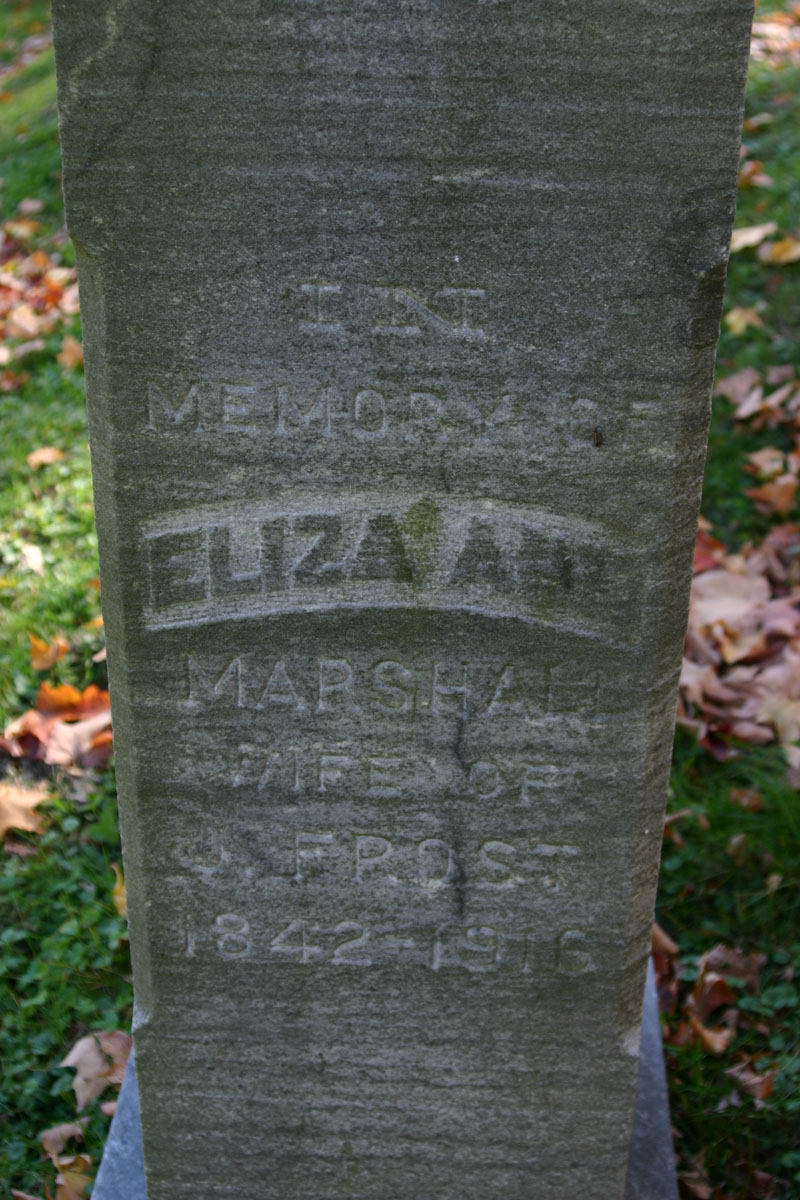 IN
MEMORY OF
ELIZA ANN
MARSHALL
WIFE OF
J. FROST
1842-1916